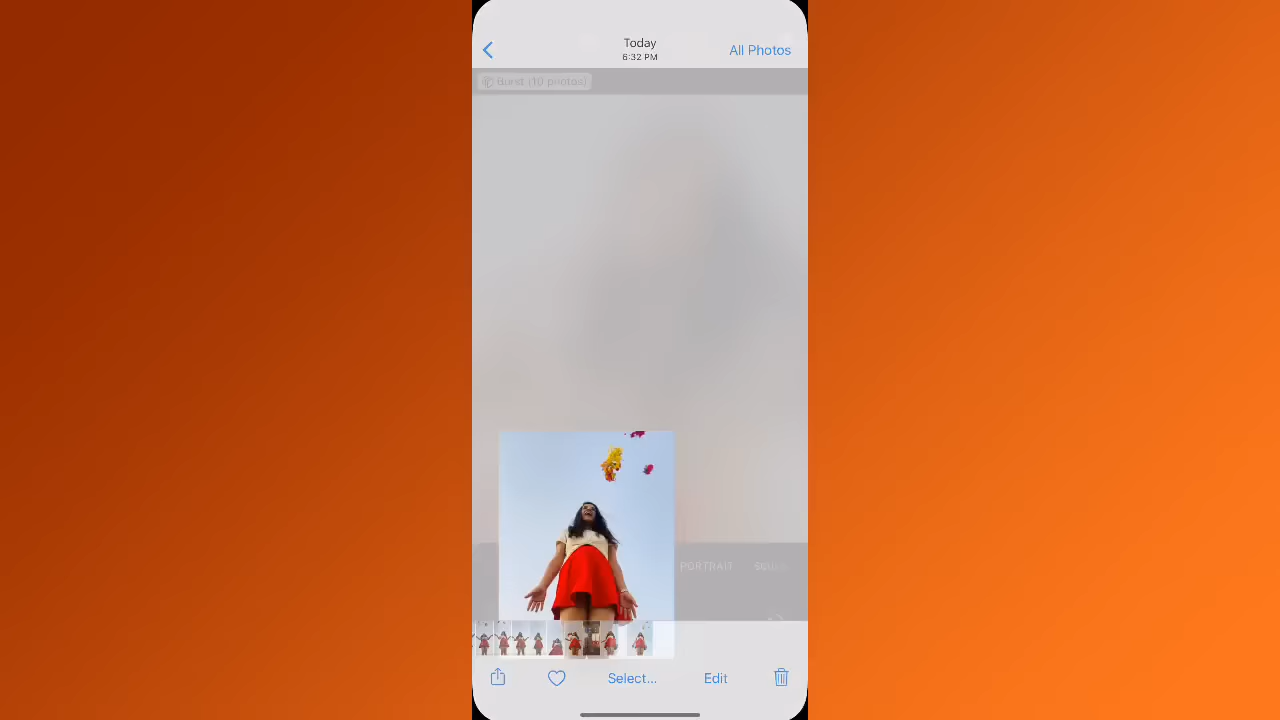 Today
All Photos
6:32 PM
Burst (10 photos)
PORTRAIT
Select...
Edit